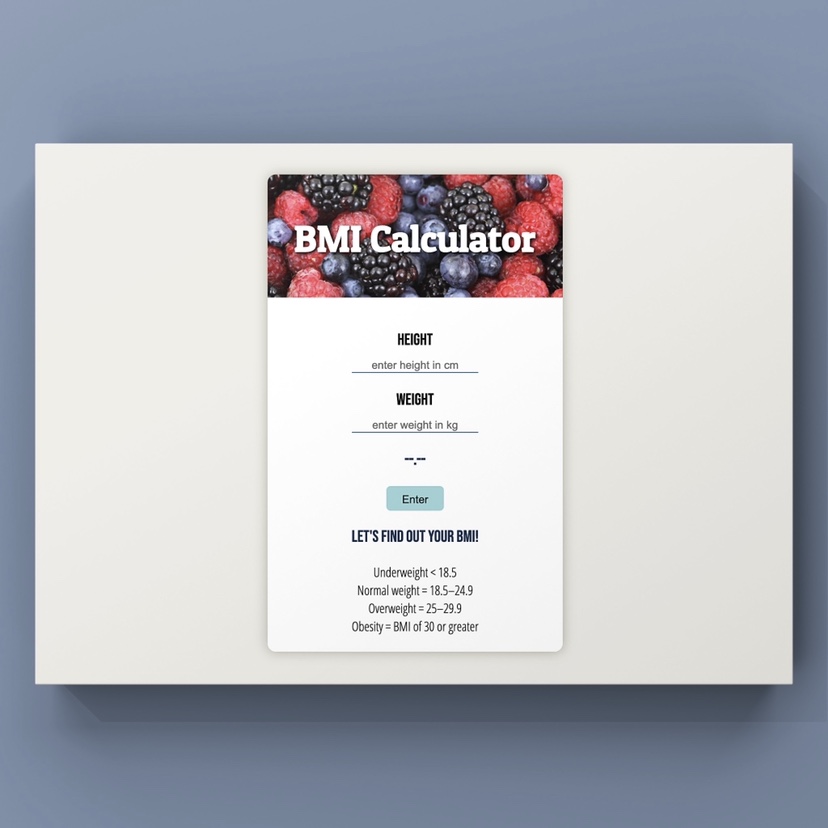 BMI Calculator
HEIGHT
enter height in cm
WEIGHT
enter weight in kg
--.--
Enter
LET'S FIND OUT YOUR BMI!
Underweight < 18.5
Normal weight = 18.5–24.9
Overweight = 25–29.9
Obesity = BMI of 30 or greater